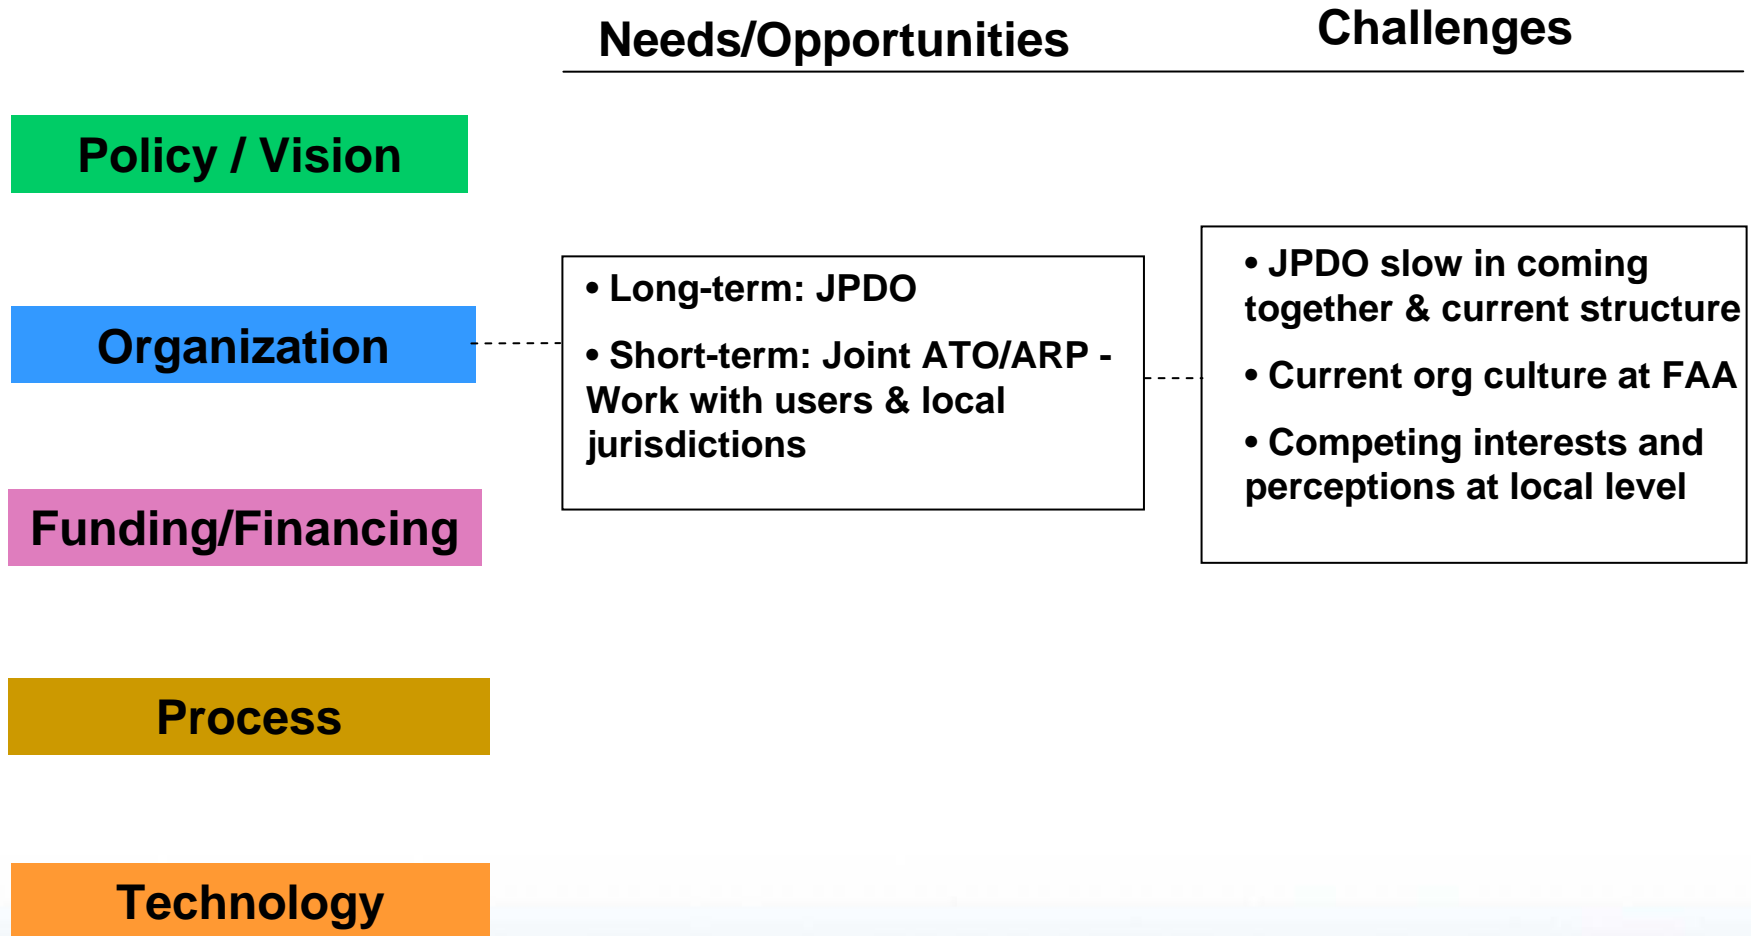 Needs/Opportunities
Challenges
Policy / Vision
Organization
• Long-term: JPDO
• Short-term: Joint ATO/ARP -
Work with users & local
jurisdictions
• JPDO slow in coming
together & current structure
• Current org culture at FAA
• Competing interests and
perceptions at local level
Funding/Financing
Process
Technology